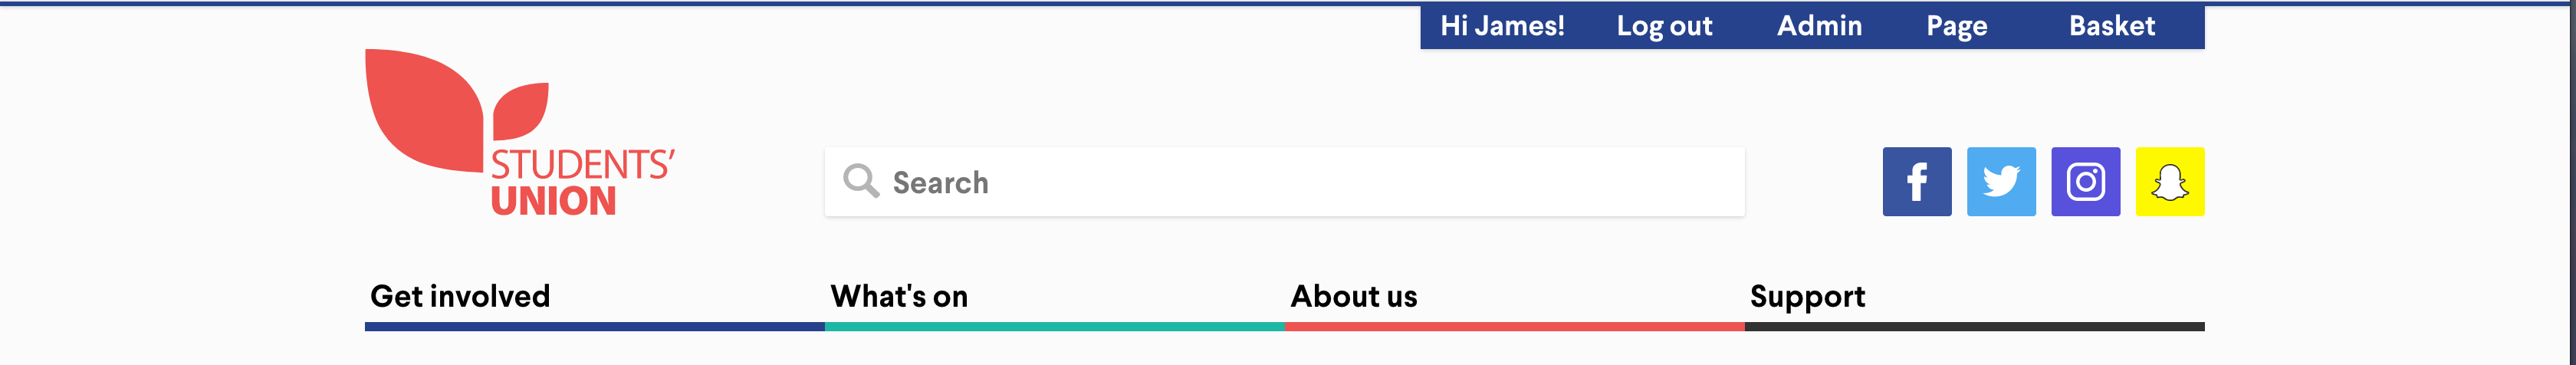 Hi James! Log out Admin Page Basket
STUDENTS’
UNION
Search
Get involved What's on About us Support